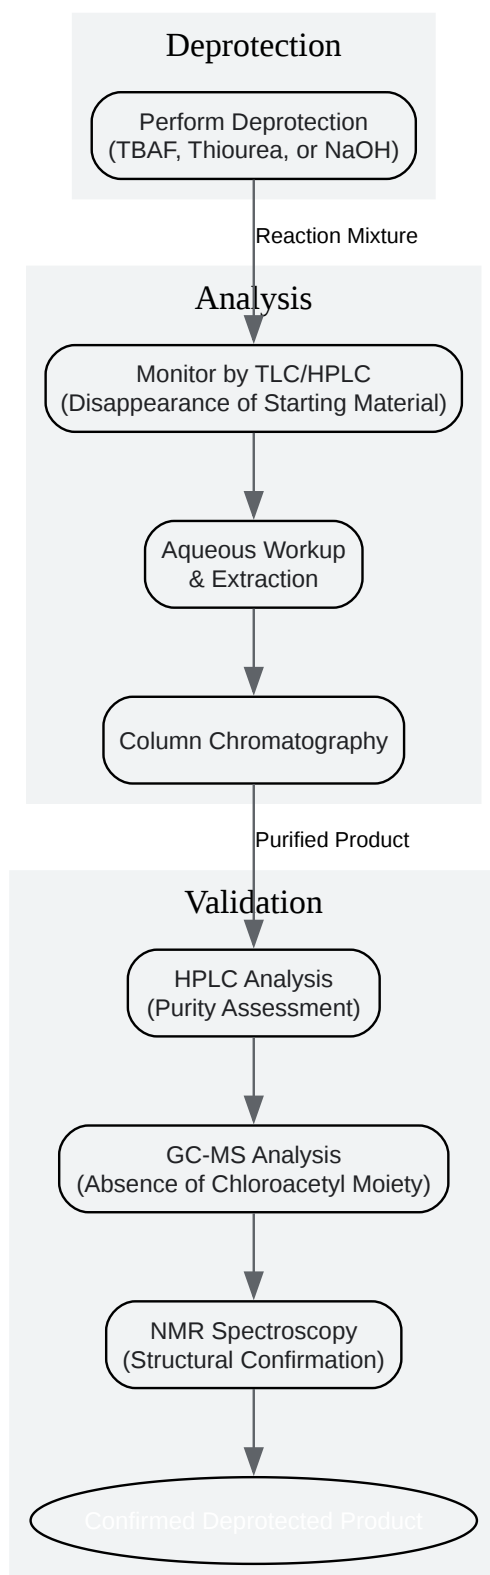 Deprotection
Perform Deprotection
(TBAF, Thiourea, or NaOH)
Reaction Mixture
Analysis
Monitor by TLC/HPLC
(Disappearance of Starting Material)
Aqueous Workup
& Extraction
Column Chromatography
Purified Product
Validation
HPLC Analysis
(Purity Assessment)
GC-MS Analysis
(Absence of Chloroacetyl Moiety)
NMR Spectroscopy
(Structural Confirmation)
Confirmed Deprotected Product